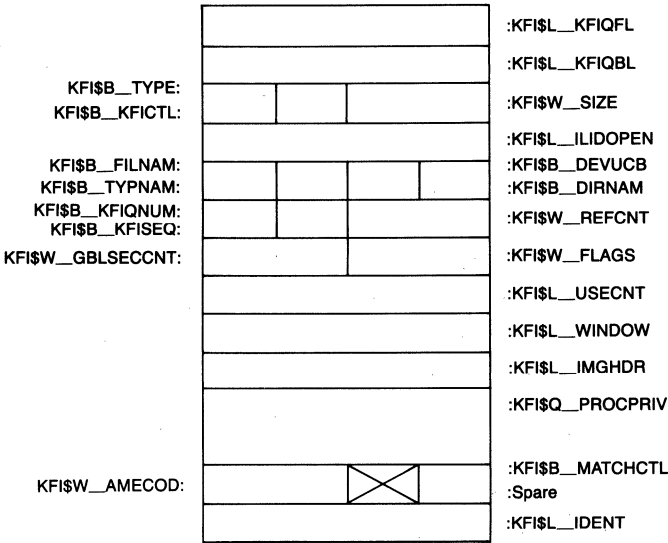 :KFI$L__KFIQFL
:KFI$L__KFIQBL
KFI$B__TYPE:
KFI$B__KFICTL:
:KFI$W__SIZE
:KFI$L__ILIDOPEN
KFI$B__FILNAM:
:KFI$B__DEVUCB
KFI$B__TYPNAM:
:KFI$B__DIRNAM
KFI$B__KFIQNUM:
KFI$B__KFISEQ:
:KFI$W__REFCNT
KFI$W__GBLSECCNT:
:KFI$W__FLAGS
:KFI$L__USECNT
:KFI$L__WINDOW
:KFI$L__IMGHDR
:KFI$Q__PROCPRIV
KFI$W__AMECOD:
:KFI$B__MATCHCTL
:Spare
:KFI$L__IDENT